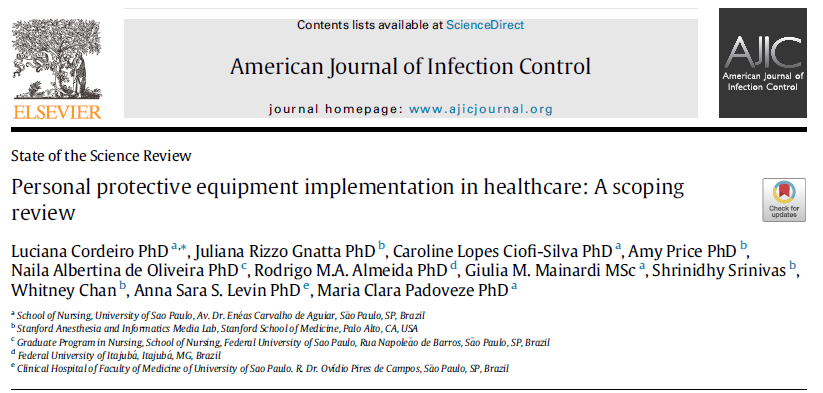 Contents lists available at ScienceDirect
American Journal of Infection Control
journal homepage: www.ajicjournal.org
ELSEVIER
AJIC
American Journal of
Infection Control
State of the Science Review
Personal protective equipment implementation in healthcare: A scoping
review
Check for
updates
Luciana Cordeiro PhD a,*, Juliana Rizzo Gnatta PhD b, Caroline Lopes Ciofi-Silva PhD a, Amy Price PhD b,
Naila Albertina de Oliveira PhD c, Rodrigo M.A. Almeida PhD d, Giulia M. Mainardi MSc a, Shrinidhy Srinivas b,
Whitney Chan b, Anna Sara S. Levin PhD e, Maria Clara Padoveze PhD a
a School of Nursing, University of Sao Paulo, Av. Dr. Enéas Carvalho de Aguiar, São Paulo, SP, Brazil
b Stanford Anesthesia and Informatics Media Lab, Stanford School of Medicine, Palo Alto, CA, USA
c Graduate Program in Nursing, School of Nursing, Federal University of Sao Paulo, Rua Napoleão de Barros, São Paulo, SP, Brazil
d Federal University of Itajubá, Itajubá, MG, Brazil
e Clinical Hospital of Faculty of Medicine of University of Sao Paulo. R. Dr. Ovídio Pires de Campos, São Paulo, SP, Brazil